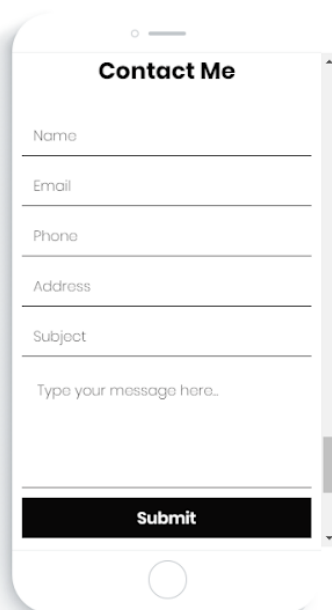 Contact Me
Name
Email
Phone
Address
Subject
Type your message here...
Submit